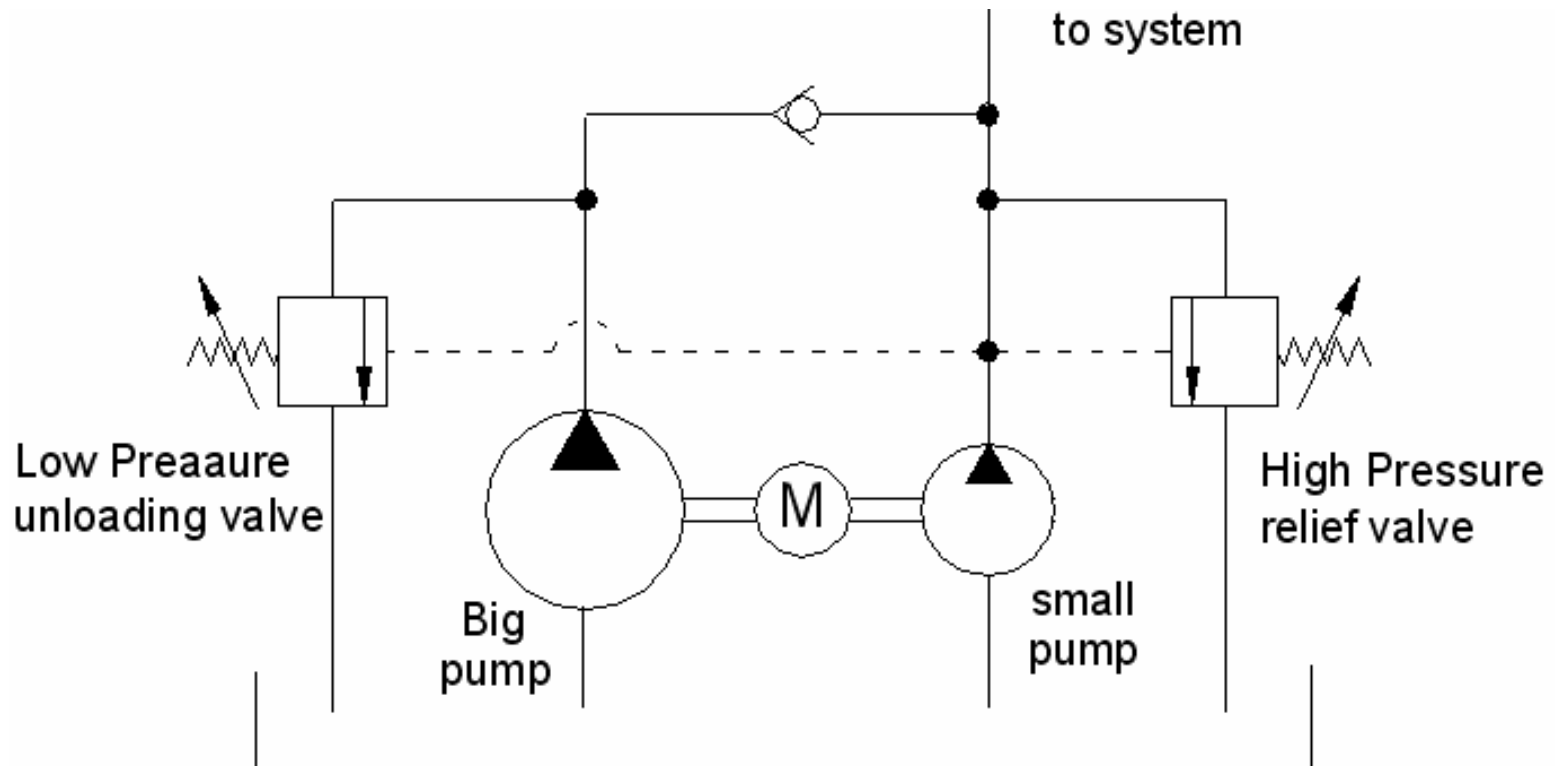 to system
Low Preaaure
unloading valve
M
High Pressure
relief valve
Big
pump
small
pump